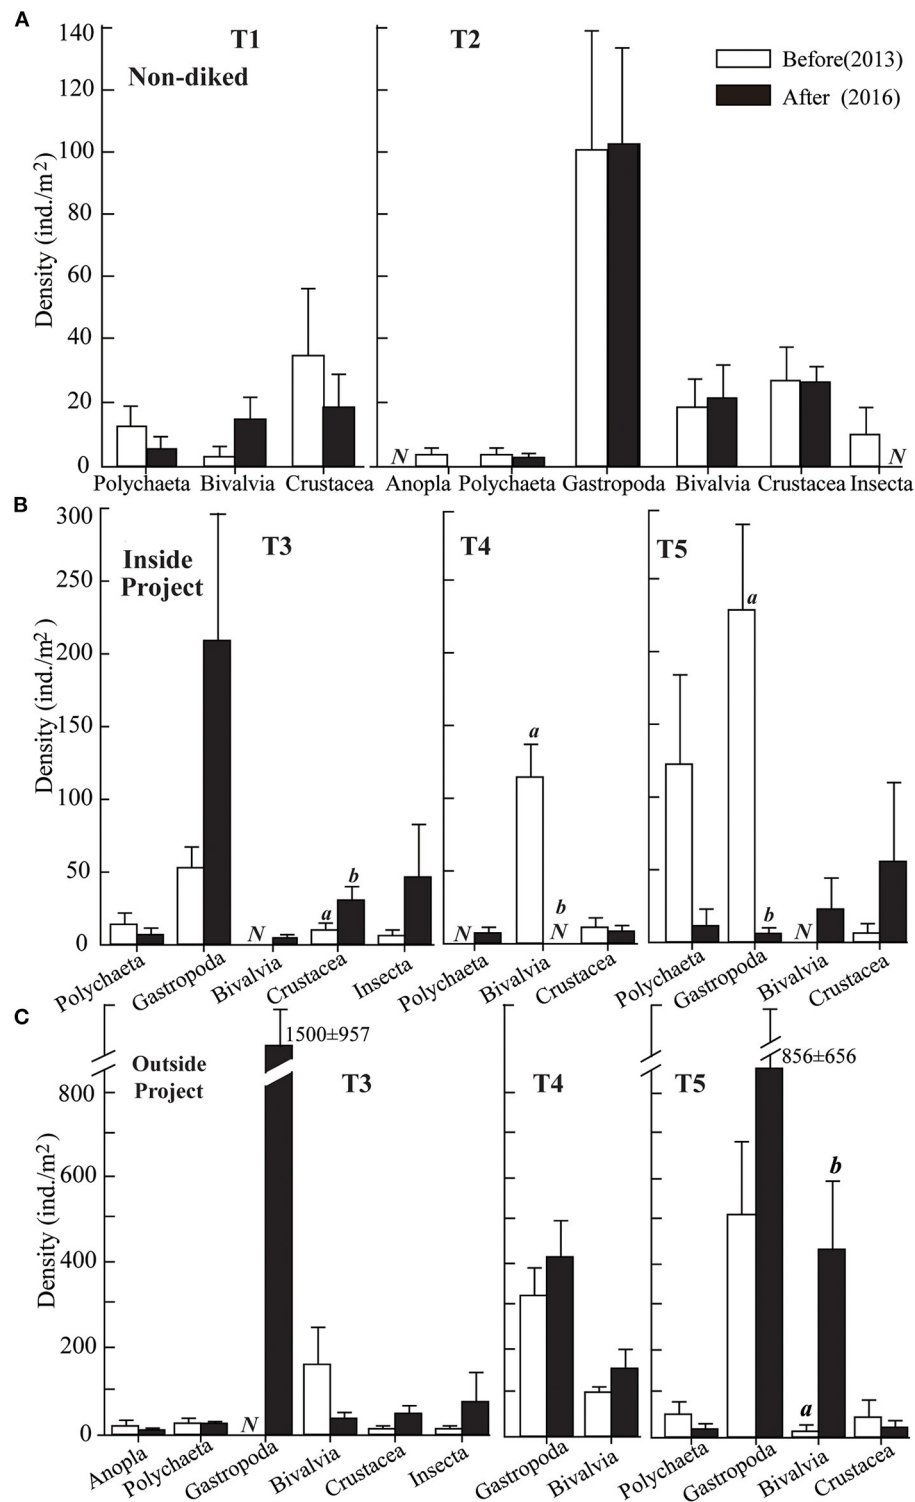 A
T1
T2
Non-diked
Before(2013)
After (2016)
Density (ind./m²)
140
120
100
80
60
40
20
0
N
N
Polychaeta Bivalvia Crustacea Anopla Polychaeta Gastropoda Bivalvia Crustacea Insecta
B
Inside
Project
T3
T4
T5
Density (ind./m²)
300
250
200
150
100
50
0
N
a
b
N
a
b
N
a
b
N
Polychaeta Gastropoda Bivalvia Crustacea Insecta Polychaeta Bivalvia Crustacea Polychaeta Gastropoda Bivalvia Crustacea
C
Outside
Project
1500±957
T3
T4
T5
856±656
Density (ind./m²)
800
600
400
200
0
N
a
b
Anopla Polychaeta Gastropoda Bivalvia Crustacea Insecta Gastropoda Bivalvia Polychaeta Gastropoda Bivalvia Crustacea